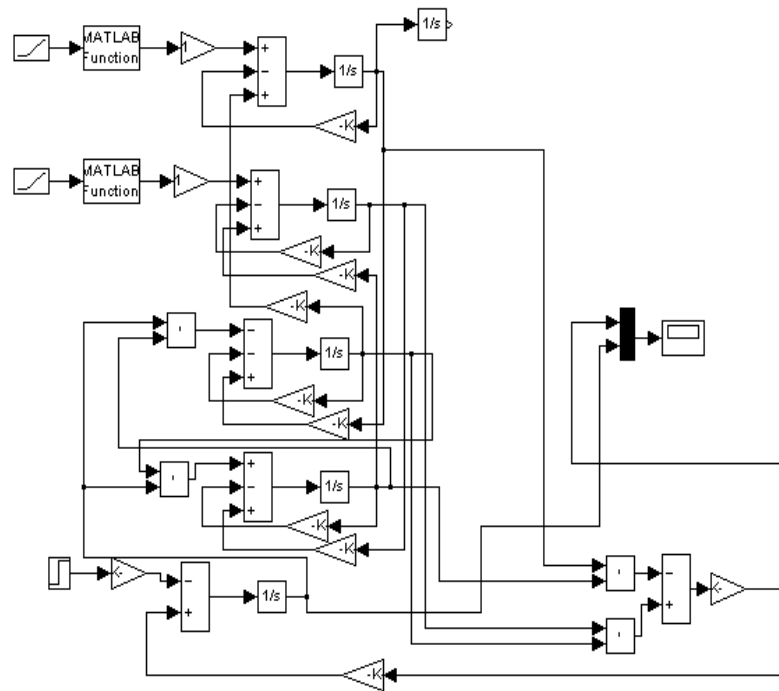 1/s
MATLAB
Function
1
+
−
+
1/s
-K
MATLAB
Function
1
+
−
+
1/s
-K
-K
-K
−
−
+
1/s
-K
-K
+
−
+
1/s
-K
-K
K-
−
+
1/s
−
+
K-
-K